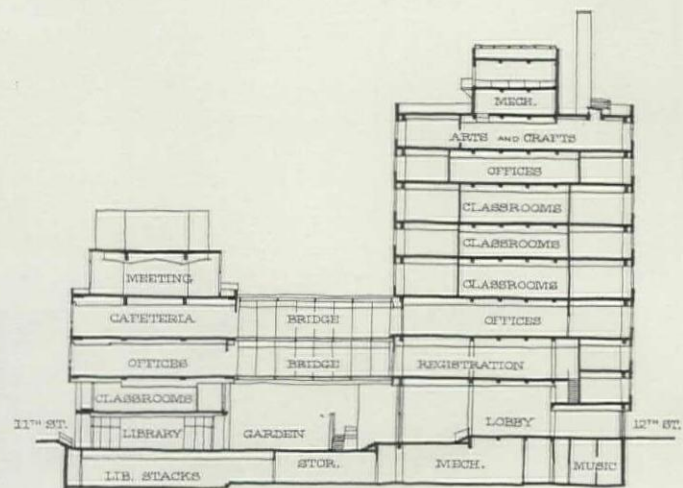 MECH.
ARTS AND CRAFTS
OFFICES
CLASSROOMS
CLASSROOMS
CLASSROOMS
MEETING
CAFETERIA
BRIDGE
OFFICES
OFFICES
BRIDGE
REGISTRATION
CLASSROOMS
11TH ST.
LIBRARY
GARDEN
LOBBY
12TH ST.
LIB. STACKS
STOR.
MECH.
MUSIC